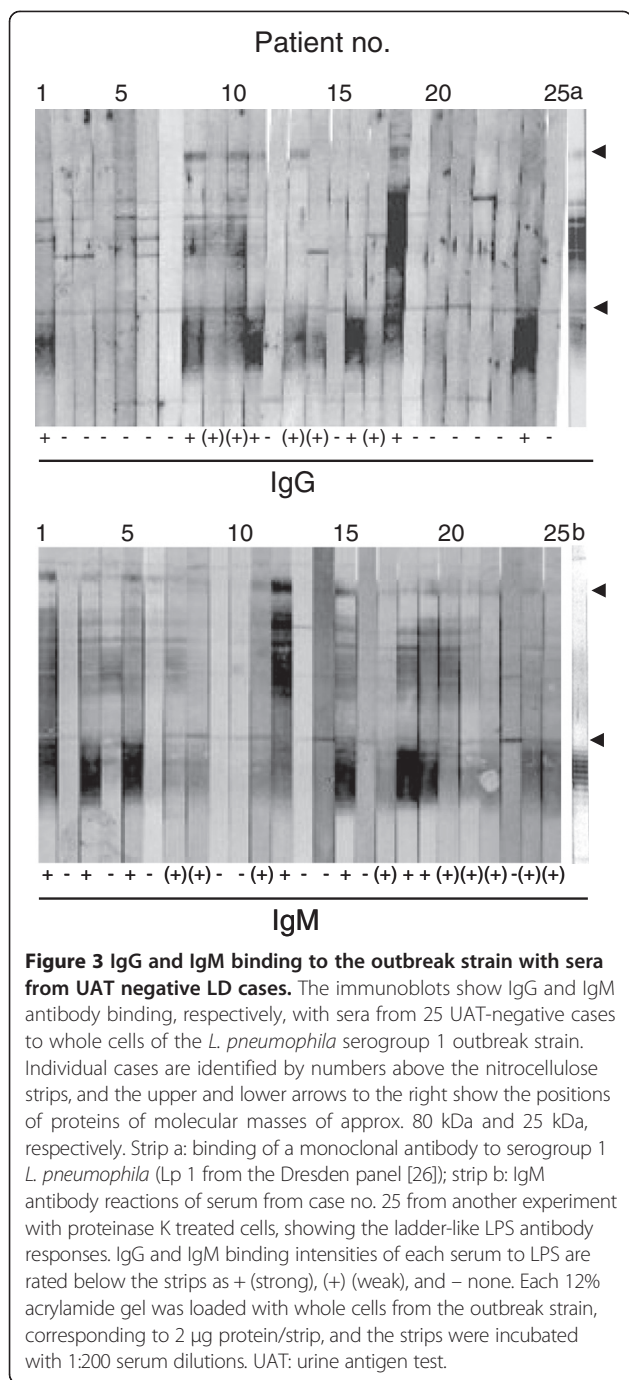 Patient no.
1 5 10 15 20 25a
+ - - - - - - + (+)(+)+- (+)(+)-+(+) + - - - - - + -
IgG
1 5 10 15 20 25b
+ - + - + - (+)(+)- - (+) + - - + - (+) + + (+)(+)(+)-(+)(+)
IgM
Figure 3 IgG and IgM binding to the outbreak strain with sera
from UAT negative LD cases. The immunoblots show IgG and IgM
antibody binding, respectively, with sera from 25 UAT-negative cases
to whole cells of the L. pneumophila serogroup 1 outbreak strain.
Individual cases are identified by numbers above the nitrocellulose
strips, and the upper and lower arrows to the right show the positions
of proteins of molecular masses of approx. 80 kDa and 25 kDa,
respectively. Strip a: binding of a monoclonal antibody to serogroup 1
L. pneumophila (Lp 1 from the Dresden panel [26]); strip b: IgM
antibody reactions of serum from case no. 25 from another experiment
with proteinase K treated cells, showing the ladder-like LPS antibody
responses. IgG and IgM binding intensities of each serum to LPS are
rated below the strips as + (strong), (+) (weak), and – none. Each 12%
acrylamide gel was loaded with whole cells from the outbreak strain,
corresponding to 2 μg protein/strip, and the strips were incubated
with 1:200 serum dilutions. UAT: urine antigen test.